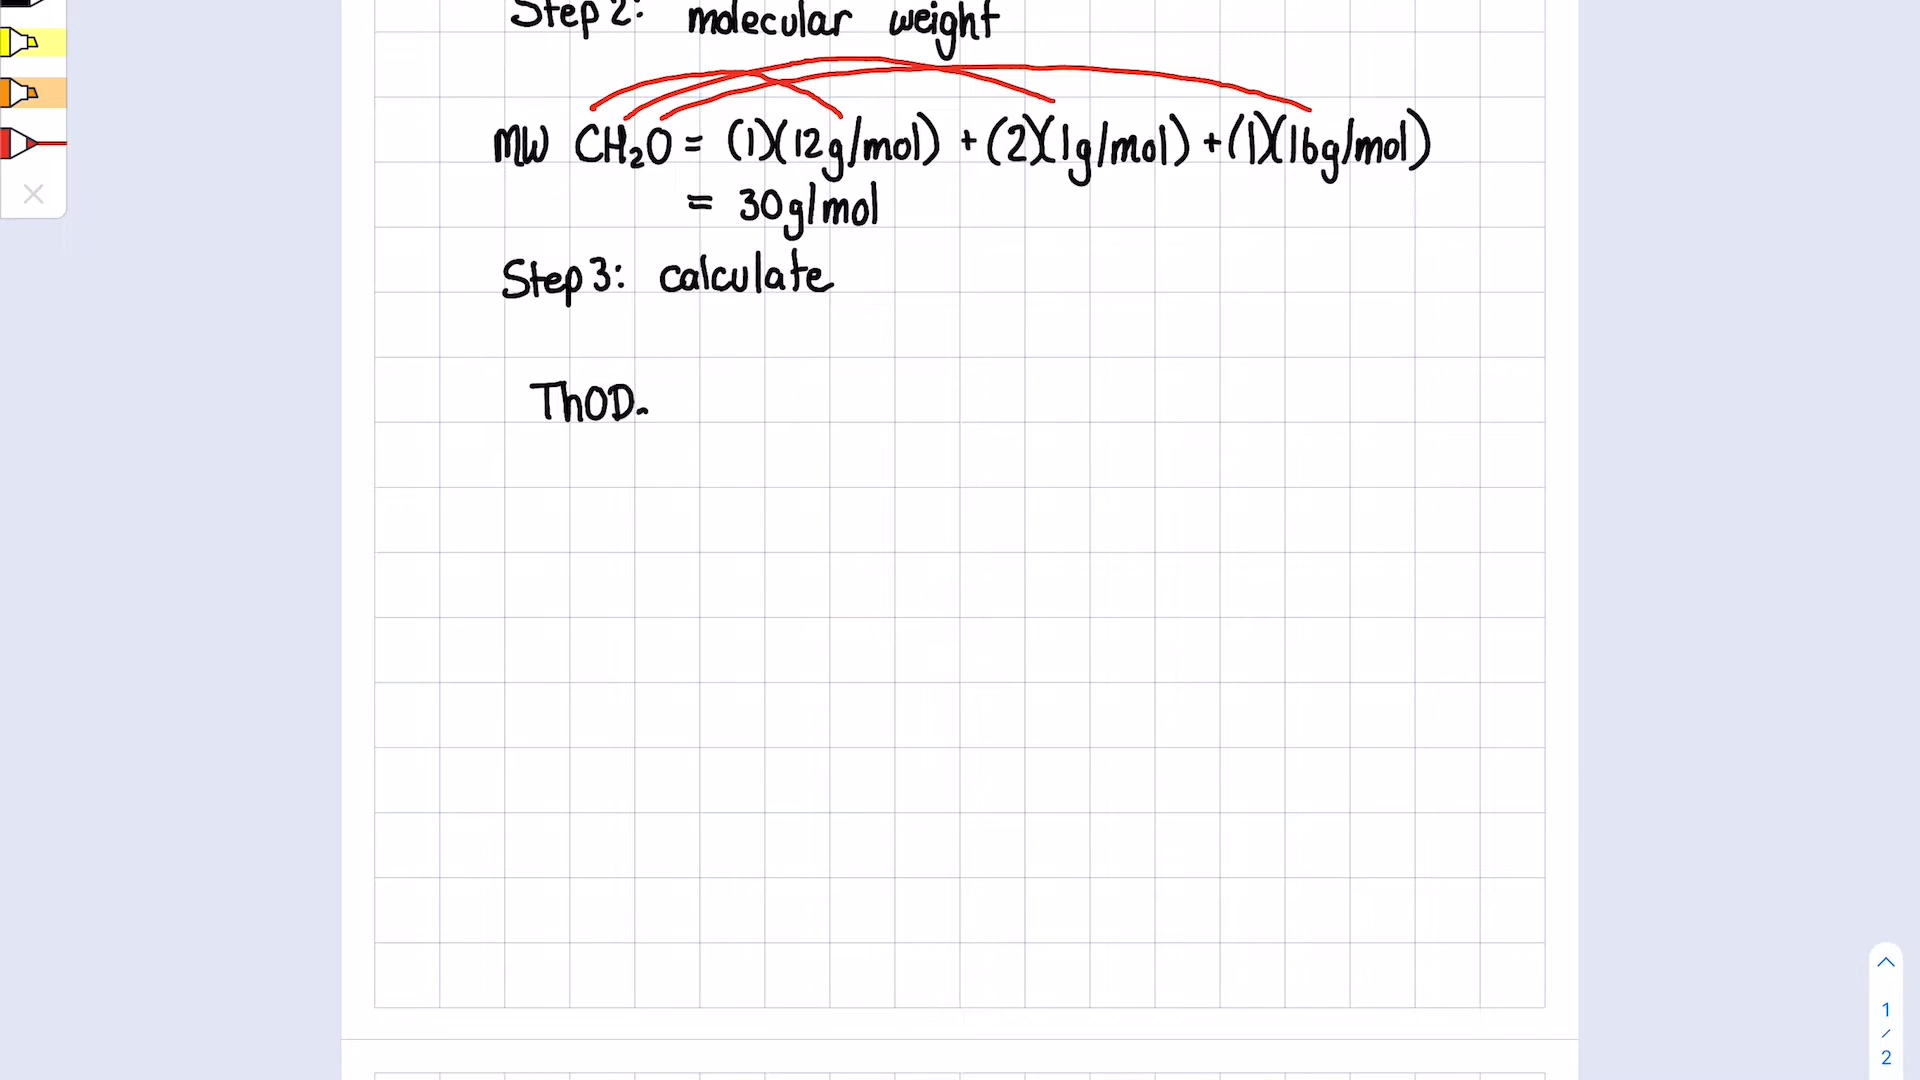 Step 2: molecular weight
MW CH₂O = (1)(12g/mol) + (2)(1g/mol) + (1)(16g/mol)
= 30g/mol
Step 3: calculate
ThOD-
1
/
2